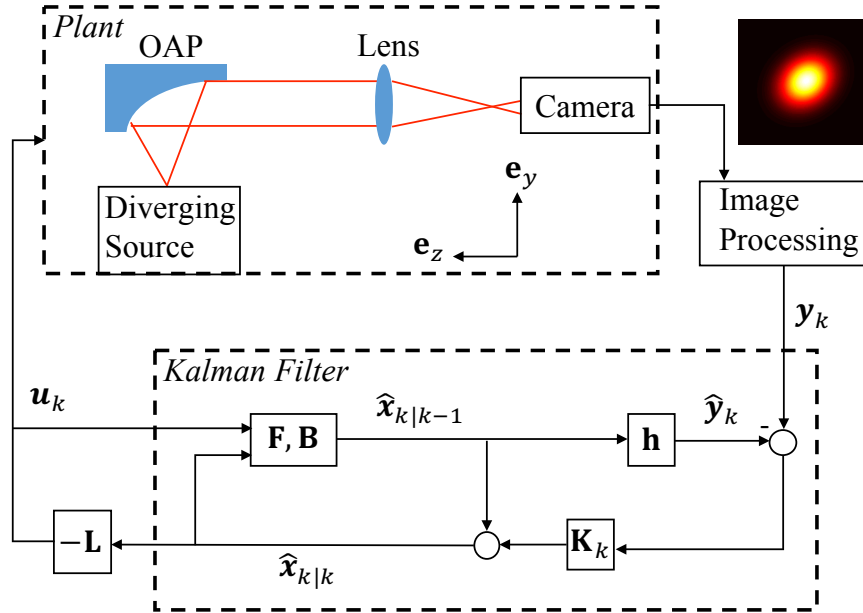 Plant
OAP
Lens
Camera
Diverging
Source
𝐞_y
𝐞_z
Image
Processing
𝒚_k
Kalman Filter
𝒖_k
𝐅, 𝐁
x̂_{k|k−1}
𝐡
ŷ_k
-
−𝐋
x̂_{k|k}
𝐊_k